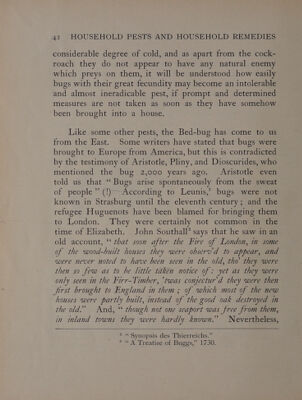 42 HOUSEHOLD PESTS AND HOUSEHOLD REMEDIES
considerable degree of cold, and as apart from the cock-
roach they do not appear to have any natural enemy
which preys on them, it will be understood how easily
bugs with their great fecundity may become an intolerable
and almost ineradicable pest, if prompt and determined
measures are not taken as soon as they have somehow
been brought into a house.
Like some other pests, the Bed-bug has come to us
from the East. Some writers have stated that bugs were
brought to Europe from America, but this is contradicted
by the testimony of Aristotle, Pliny, and Dioscurides, who
mentioned the bug 2,000 years ago. Aristotle even
told us that "Bugs arise spontaneously from the sweat
of people" (!) According to Leunis,¹ bugs were not
known in Strasburg until the eleventh century; and the
refugee Huguenots have been blamed for bringing them
to London. They were certainly not common in the
time of Elizabeth. John Southall² says that he saw in an
old account, "that soon after the Fire of London, in some
of the wood-built houses they were observ'd to appear, and
were never noted to have been seen in the old, tho' they were
then so few as to be little taken notice of: yet as they were
only seen in the Firr-Timber, 'twas conjectur'd they were then
first brought to England in them; of which most of the new
houses were partly built, instead of the good oak destroyed in
the old." And, "though not one seaport was free from them,
in inland towns they were hardly known." Nevertheless,
¹ "Synopsis des Thierreichs."
² "A Treatise of Buggs," 1730.